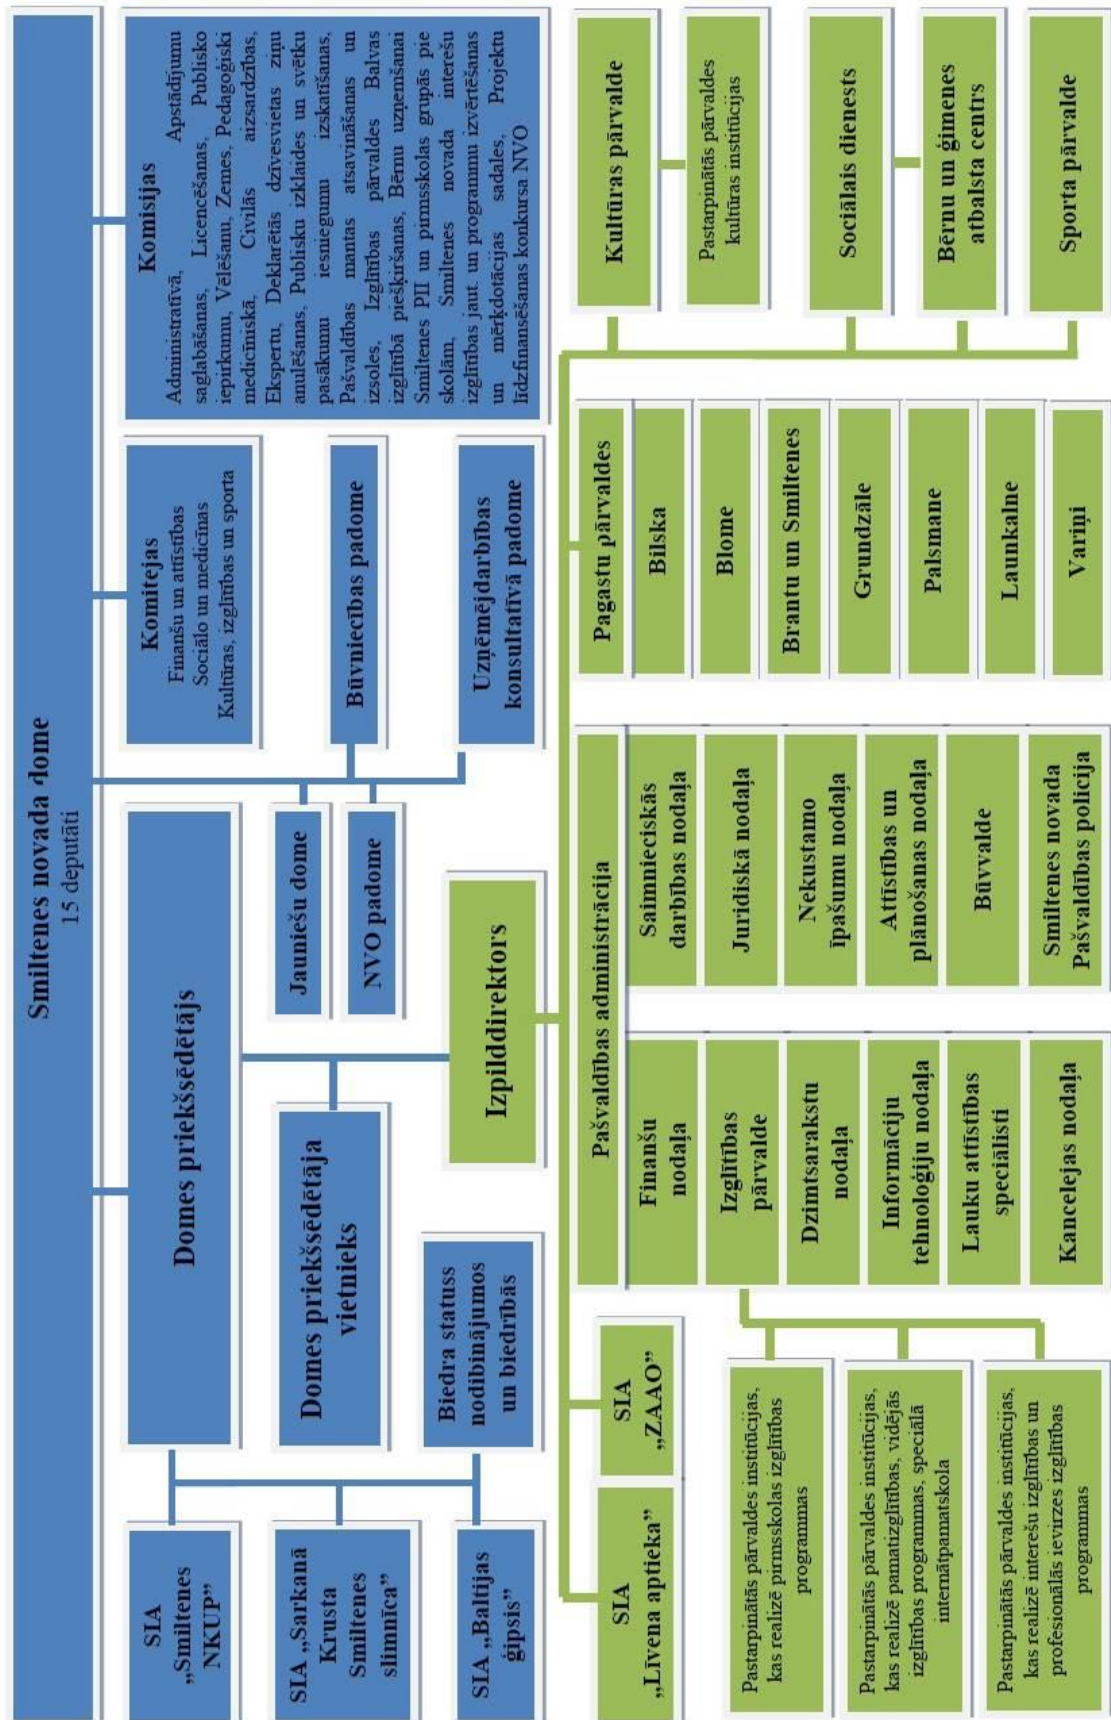 Smiltenes novada dome
15 deputāti
Domes priekšsēdētājs
Komitejas
Finanšu un attīstības
Sociālo un medicīnas
Kultūras, izglītības un sporta
Komisijas
Administratīvā, Apstādījumu
saglabāšanas, Licencēšanas, Publisko
iepirkumu, Vēlēšanu, Zemes, Pedagoģiski
medicīniskā, Civilās aizsardzības,
Ekspertu, Deklarētās dzīvesvietas ziņu
anulēšanas, Publisku izklaides un svētku
pasākumu iesniegumu izskatīšanas,
Pašvaldības mantas atsavināšanas un
izsoles, Izglītības pārvaldes Balvas
izglītībā piešķiršanas, Bērnu uzņemšanai
Smiltenes PII un pirmsskolas grupās pie
skolām, Smiltenes novada interešu
izglītības jaut. un programmu izvērtēšanas
un mērķdotācijas sadales, Projektu
līdzfinansēšanas konkursa NVO
SIA
„Smiltenes
NKUP”
SIA „Sarkanā
Krusta
Smiltenes
slimnīca”
SIA „Baltijas
ģipsis”
Domes priekšsēdētāja
vietnieks
Biedra statuss
nodibinājumos
un biedrībās
Jauniešu dome
NVO padome
Būvniecības padome
Uzņēmējdarbības
konsultatīvā padome
Izpilddirektors
SIA
„Līvena aptieka”
SIA
„ZAAO”
Pašvaldības administrācija
Finanšu
nodaļa
Izglītības
pārvalde
Dzimtsarakstu
nodaļa
Informāciju
tehnoloģiju nodaļa
Lauku attīstības
speciālisti
Kancelejas nodaļa
Saimnieciskās
darbības nodaļa
Juridiskā nodaļa
Nekustamo
īpašumu nodaļa
Attīstības un
plānošanas nodaļa
Būvvalde
Smiltenes novada
Pašvaldības policija
Pastarpinātās pārvaldes institūcijas,
kas realizē pirmsskolas izglītības
programmas
Pastarpinātās pārvaldes institūcijas,
kas realizē pamatizglītības, vidējās
izglītības programmas, speciālā
internātpamatskola
Pastarpinātās pārvaldes institūcijas,
kas realizē interešu izglītības un
profesionālās ievirzes izglītības
programmas
Pagastu pārvaldes
Bilska
Blome
Brantu un Smiltenes
Grundzāle
Palsmane
Launkalne
Variņi
Kultūras pārvalde
Pastarpinātās pārvaldes
kultūras institūcijas
Sociālais dienests
Bērnu un ģimenes
atbalsta centrs
Sporta pārvalde